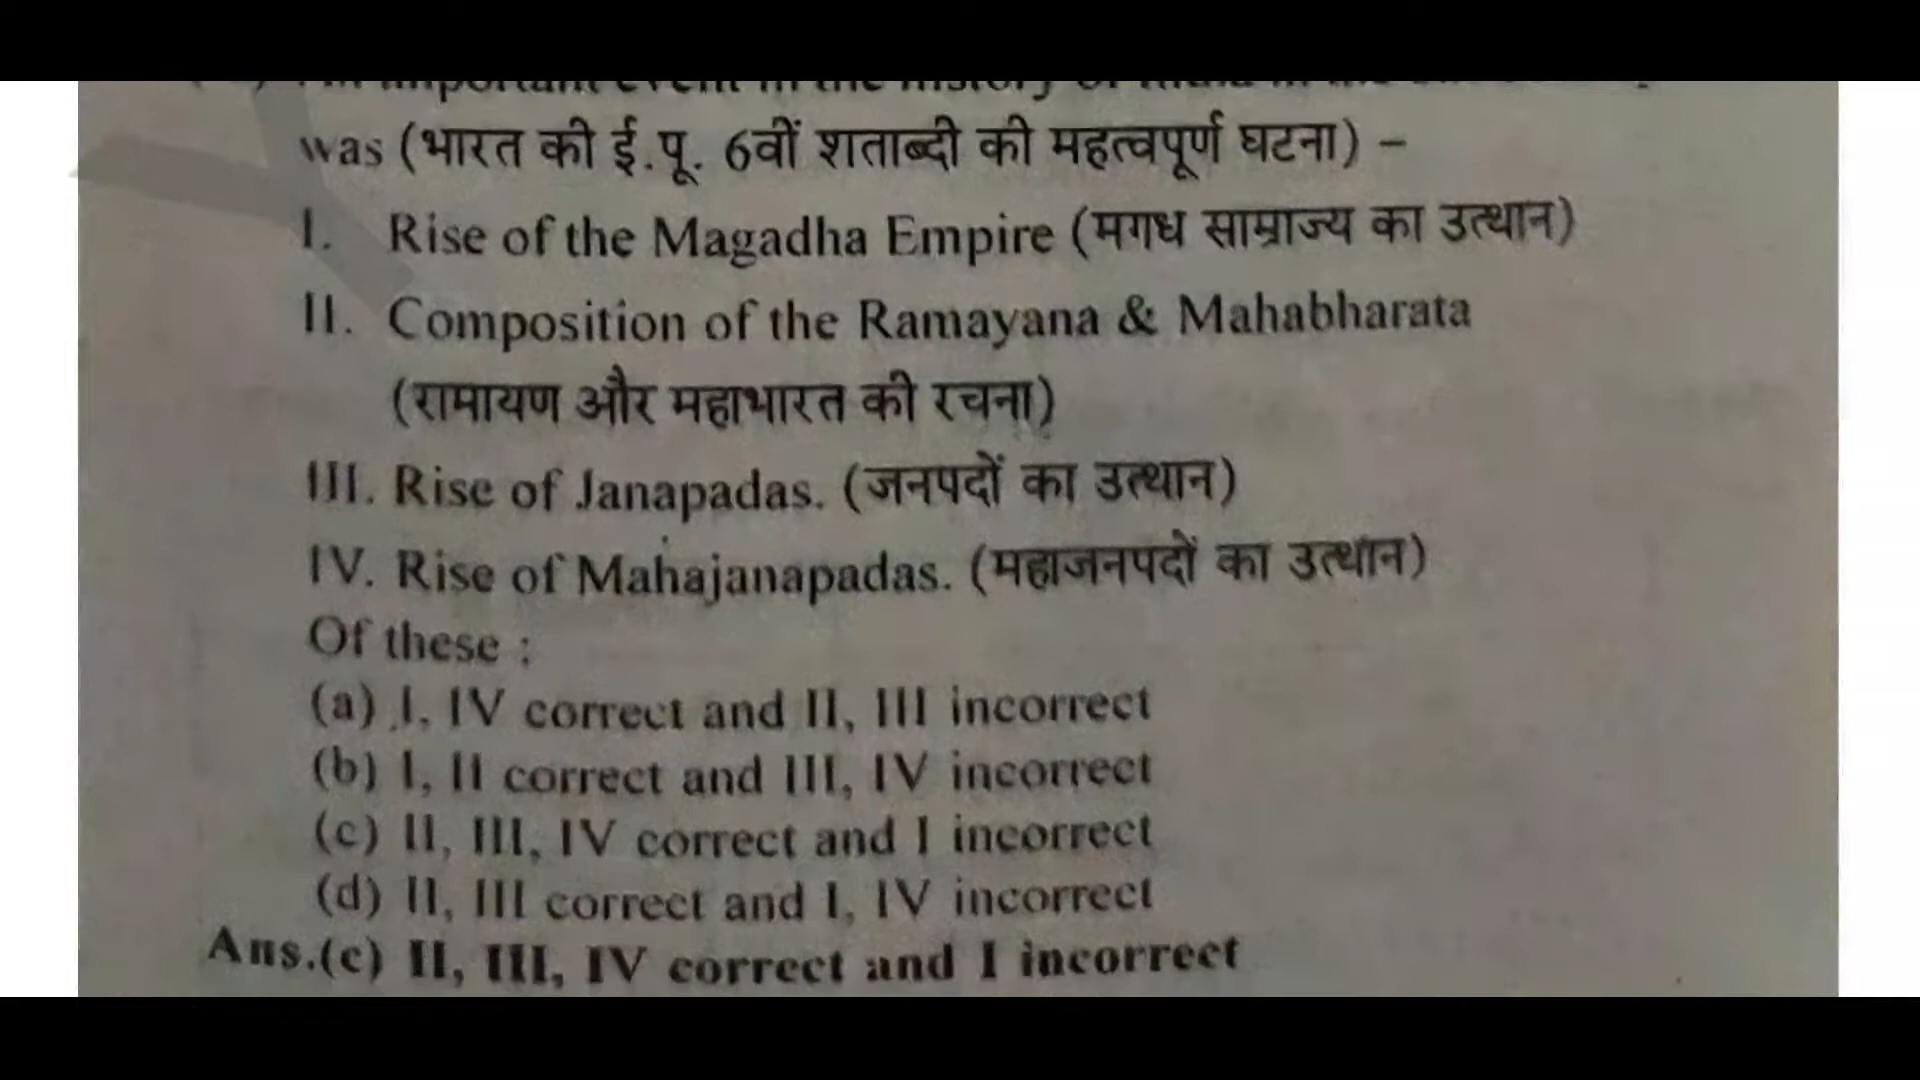 was (भारत की ई.पू. 6वीं शताब्दी की महत्वपूर्ण घटना) –
I. Rise of the Magadha Empire (मगध साम्राज्य का उत्थान)
II. Composition of the Ramayana & Mahabharata
(रामायण और महाभारत की रचना)
III. Rise of Janapadas. (जनपदों का उत्थान)
IV. Rise of Mahajanapadas. (महाजनपदों का उत्थान)
Of these :
(a) I, IV correct and II, III incorrect
(b) I, II correct and III, IV incorrect
(c) II, III, IV correct and I incorrect
(d) II, III correct and I, IV incorrect
Ans.(c) II, III, IV correct and I incorrect